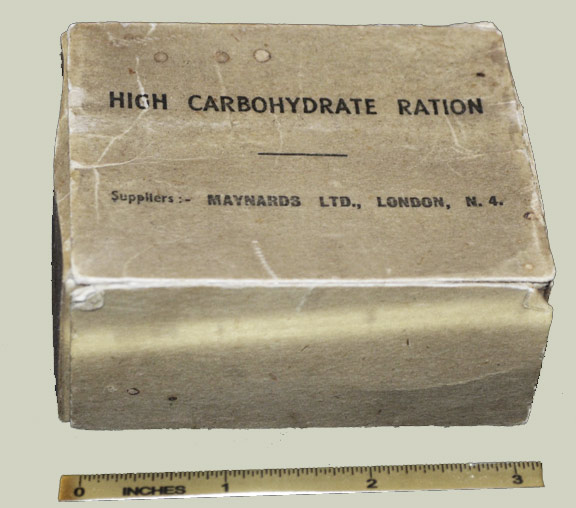 HIGH CARBOHYDRATE RATION
Suppliers:- MAYNARDS LTD., LONDON, N. 4.
0 INCHES 1 2 3